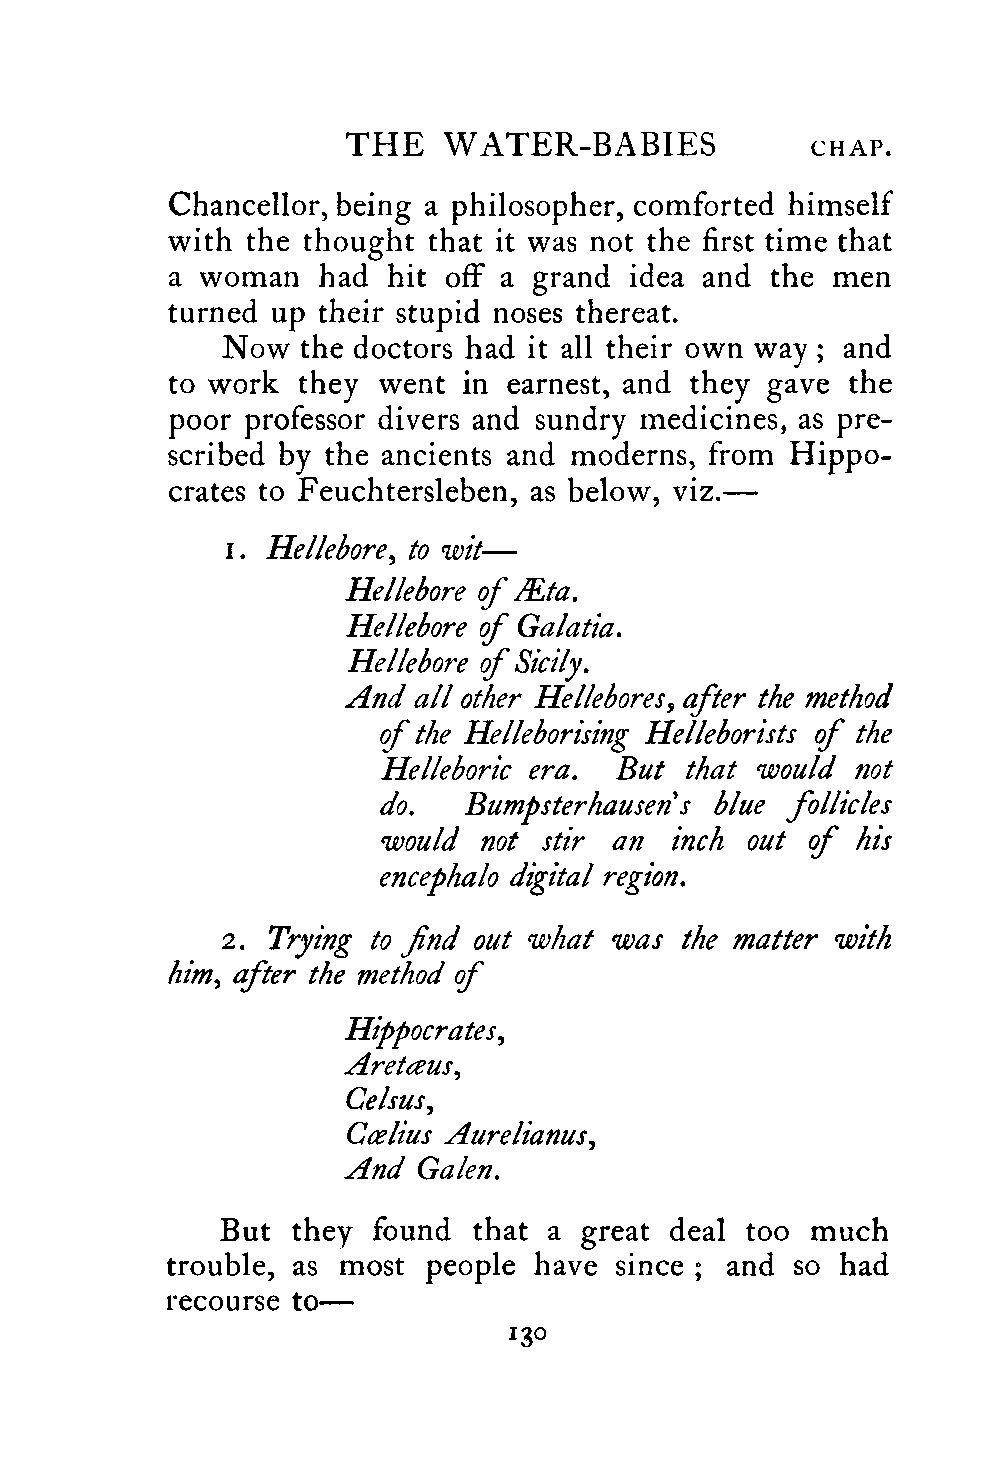 THE WATER-BABIES CHAP.
Chancellor, being a philosopher, comforted himself
with the thought that it was not the first time that
a woman had hit off a grand idea and the men
turned up their stupid noses thereat.
Now the doctors had it all their own way ; and
to work they went in earnest, and they gave the
poor professor divers and sundry medicines, as pre-
scribed by the ancients and moderns, from Hippo-
crates to Feuchtersleben, as below, viz.—
1. Hellebore, to wit—
Hellebore of Æta.
Hellebore of Galatia.
Hellebore of Sicily.
And all other Hellebores, after the method
of the Helleborising Helleborists of the
Helleboric era. But that would not
do. Bumpsterhausen's blue follicles
would not stir an inch out of his
encephalo digital region.
2. Trying to find out what was the matter with
him, after the method of
Hippocrates,
Aretæus,
Celsus,
Cœlius Aurelianus,
And Galen.
But they found that a great deal too much
trouble, as most people have since ; and so had
recourse to—
130